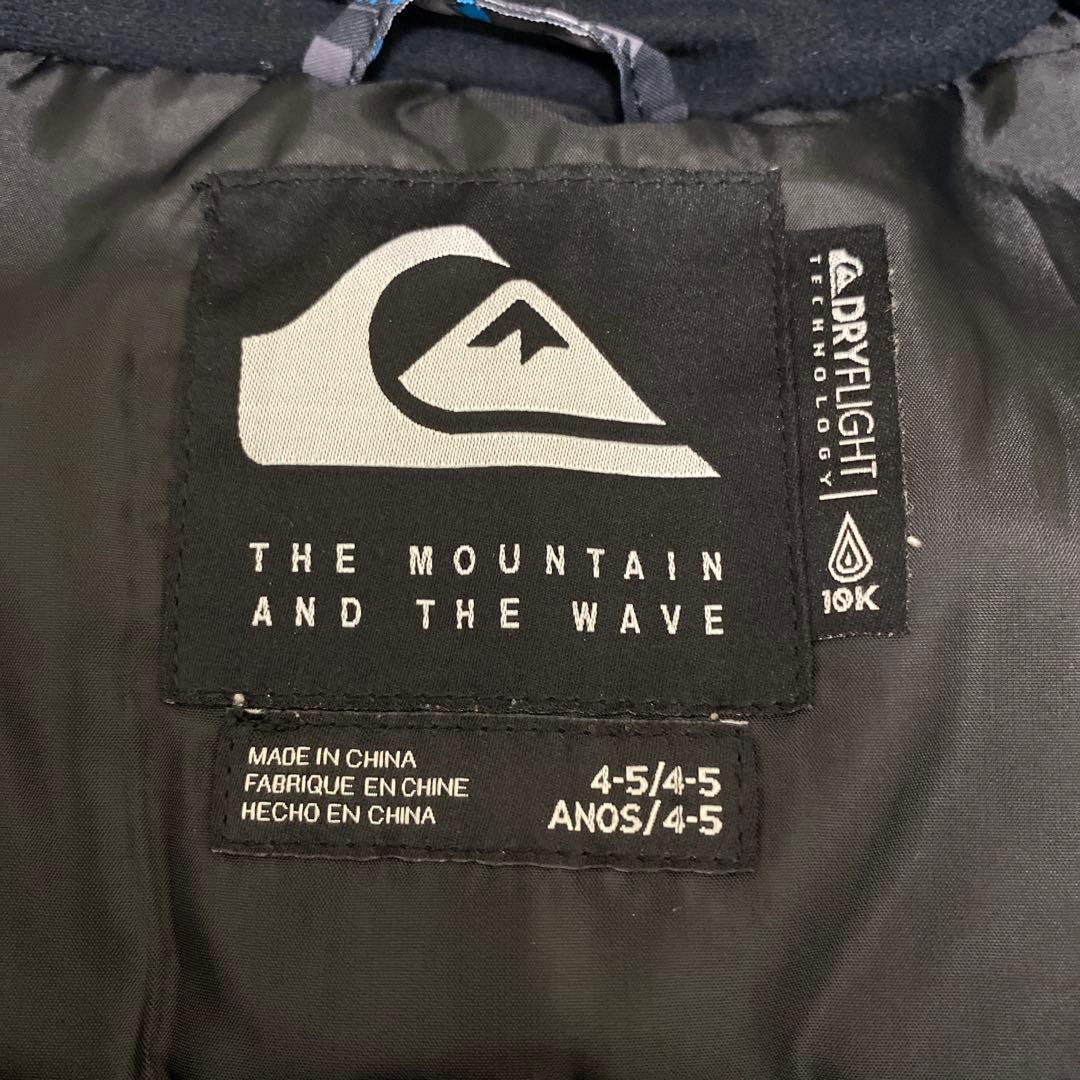 THE MOUNTAIN
AND THE WAVE
DRYFLIGHT
TECHNOLOGY
10K
MADE IN CHINA
FABRIQUE EN CHINE
HECHO EN CHINA
4-5/4-5
ANOS/4-5